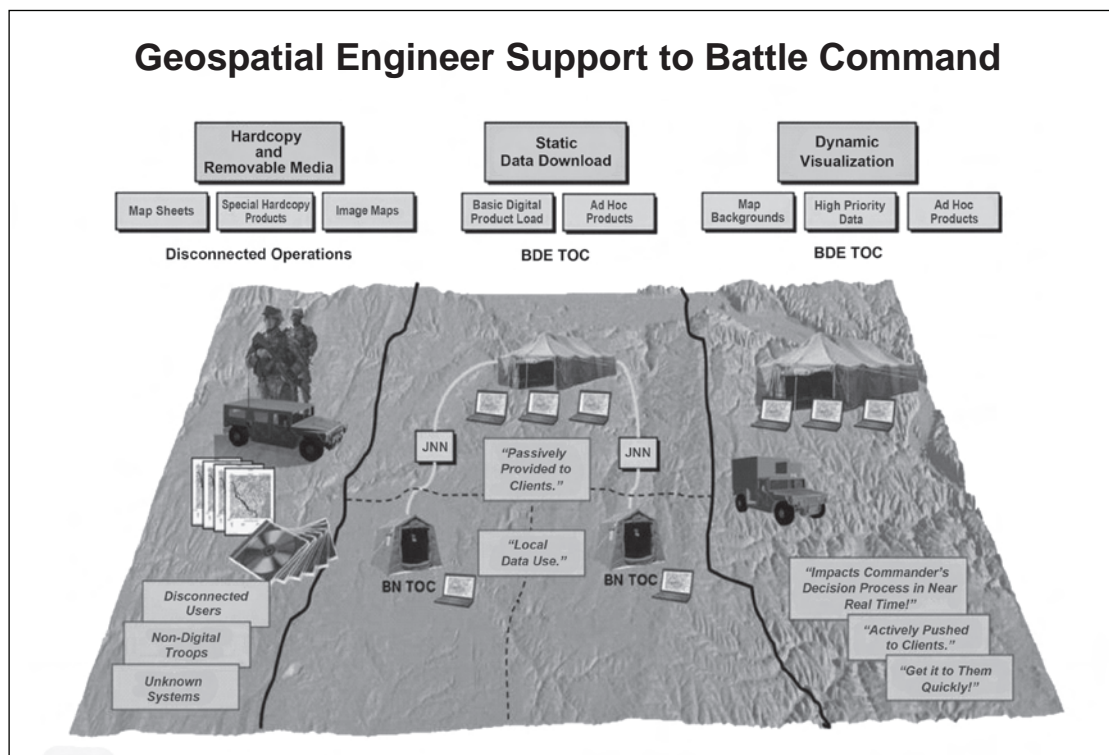 Geospatial Engineer Support to Battle Command
Hardcopy
and
Removable Media
Map Sheets
Special Hardcopy
Products
Image Maps
Disconnected Operations
Static
Data Download
Basic Digital
Product Load
Ad Hoc
Products
BDE TOC
Dynamic
Visualization
Map
Backgrounds
High Priority
Data
Ad Hoc
Products
BDE TOC
JNN
JNN
“Passively
Provided to
Clients.”
“Local
Data Use.”
BN TOC
BN TOC
Disconnected
Users
Non-Digital
Troops
Unknown
Systems
“Impacts Commander’s
Decision Process in Near
Real Time!”
“Actively Pushed
to Clients.”
“Get it to Them
Quickly!”